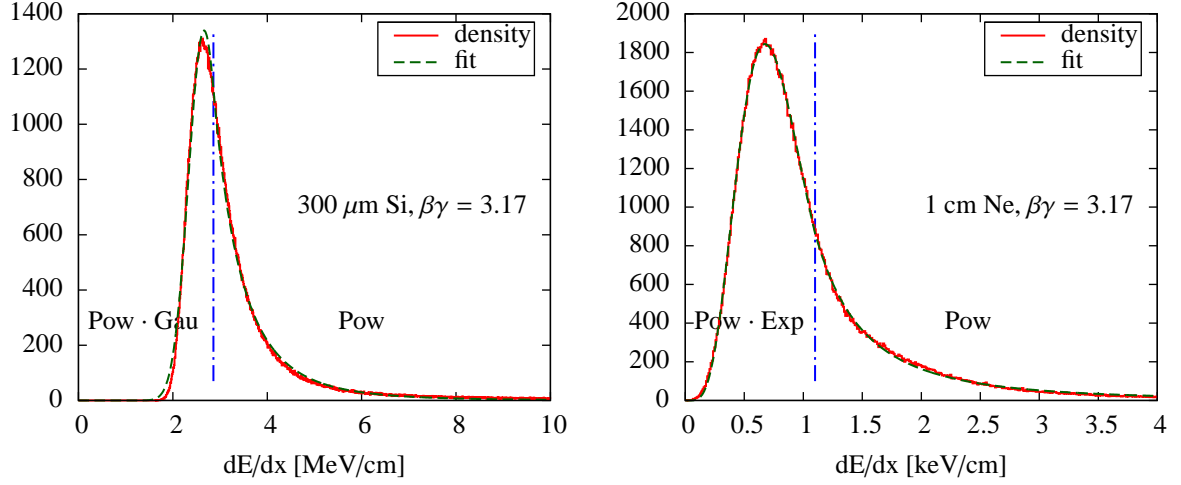 1400
1200
1000
800
600
400
200
0
0 2 4 6 8 10
dE/dx [MeV/cm]
density
fit
300 μm Si, βγ = 3.17
Pow · Gau
Pow
2000
1800
1600
1400
1200
1000
800
600
400
200
0
0 0.5 1 1.5 2 2.5 3 3.5 4
dE/dx [keV/cm]
density
fit
1 cm Ne, βγ = 3.17
Pow · Exp
Pow